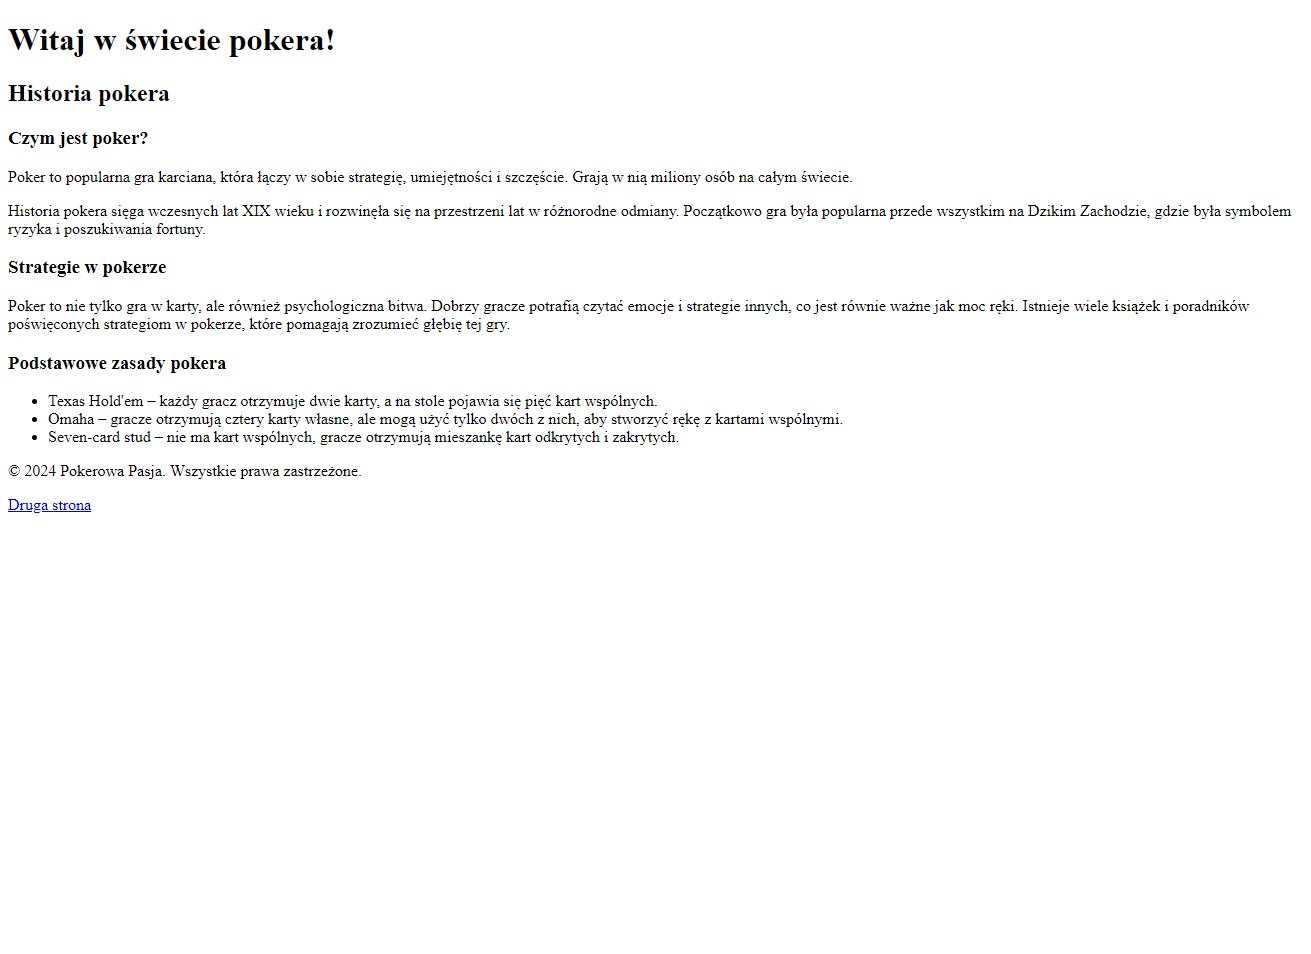 Witaj w świecie pokera!
Historia pokera
Czym jest poker?
Poker to popularna gra karciana, która łączy w sobie strategię, umiejętności i szczęście. Grają w nią miliony osób na całym świecie.
Historia pokera sięga wczesnych lat XIX wieku i rozwinęła się na przestrzeni lat w różnorodne odmiany. Początkowo gra była popularna przede wszystkim na Dzikim Zachodzie, gdzie była symbolem
ryzyka i poszukiwania fortuny.
Strategie w pokerze
Poker to nie tylko gra w karty, ale również psychologiczna bitwa. Dobrzy gracze potrafią czytać emocje i strategie innych, co jest równie ważne jak moc ręki. Istnieje wiele książek i poradników
poświęconych strategiom w pokerze, które pomagają zrozumieć głębię tej gry.
Podstawowe zasady pokera
• Texas Hold'em – każdy gracz otrzymuje dwie karty, a na stole pojawia się pięć kart wspólnych.
• Omaha – gracze otrzymują cztery karty własne, ale mogą użyć tylko dwóch z nich, aby stworzyć rękę z kartami wspólnymi.
• Seven-card stud – nie ma kart wspólnych, gracze otrzymują mieszankę kart odkrytych i zakrytych.
© 2024 Pokerowa Pasja. Wszystkie prawa zastrzeżone.
Druga strona